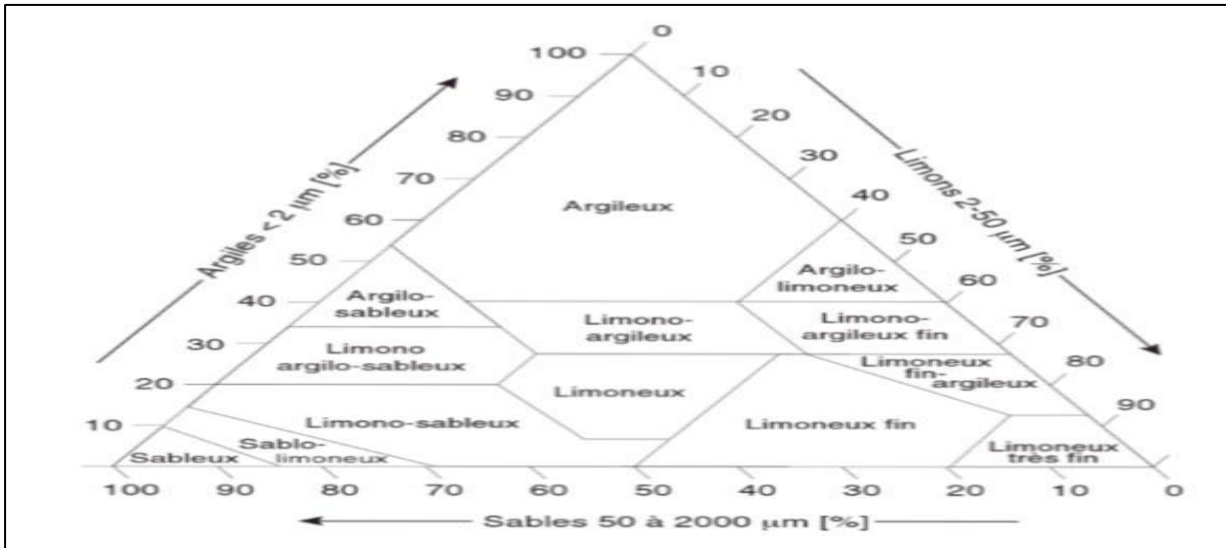 0
100
10
90
20
80
30
70
40
60
50
50
60
40
70
30
80
20
90
10
Argiles < 2 µm [%]
Limons 2-50 µm [%]
Argileux
Argilo-
limoneux
Argilo-
sableux
Limono-
argileux
Limono-
argileux fin
Limono
argilo-sableux
Limoneux
fin-
argileux
Limoneux
Limono-sableux
Limoneux fin
Sablo-
limoneux
Sableux
Limoneux
très fin
100 90 80 70 60 50 40 30 20 10 0
Sables 50 à 2000 µm [%]